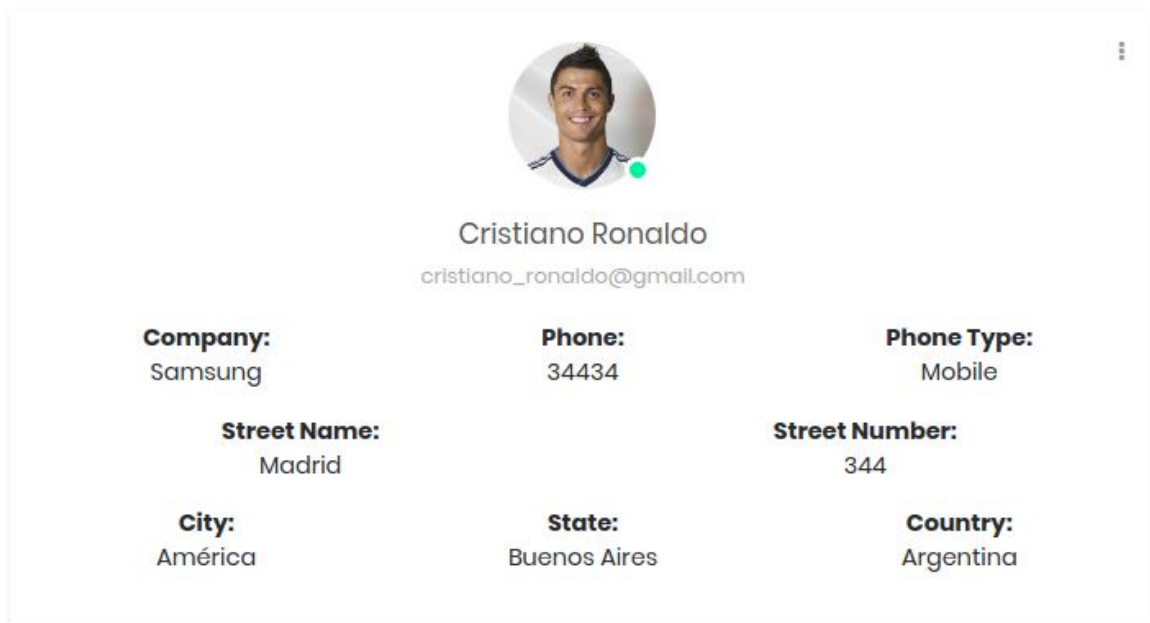 Cristiano Ronaldo
cristiano_ronaldo@gmail.com
Company: Phone: Phone Type:
Samsung 34434 Mobile
Street Name: Street Number:
Madrid 344
City: State: Country:
América Buenos Aires Argentina